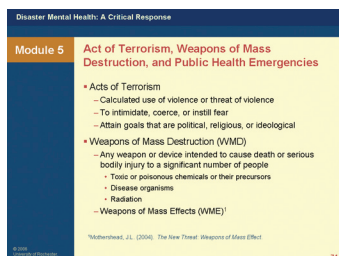 Disaster Mental Health: A Critical Response
Module 5
Act of Terrorism, Weapons of Mass
Destruction, and Public Health Emergencies
▪ Acts of Terrorism
– Calculated use of violence or threat of violence
– To intimidate, coerce, or instill fear
– Attain goals that are political, religious, or ideological
▪ Weapons of Mass Destruction (WMD)
– Any weapon or device intended to cause death or serious
bodily injury to a significant number of people
• Toxic or poisonous chemicals or their precursors
• Disease organisms
• Radiation
– Weapons of Mass Effects (WME)¹
¹Mothershead, J.L. (2004). The New Threat: Weapons of Mass Effect.
University of Rochester